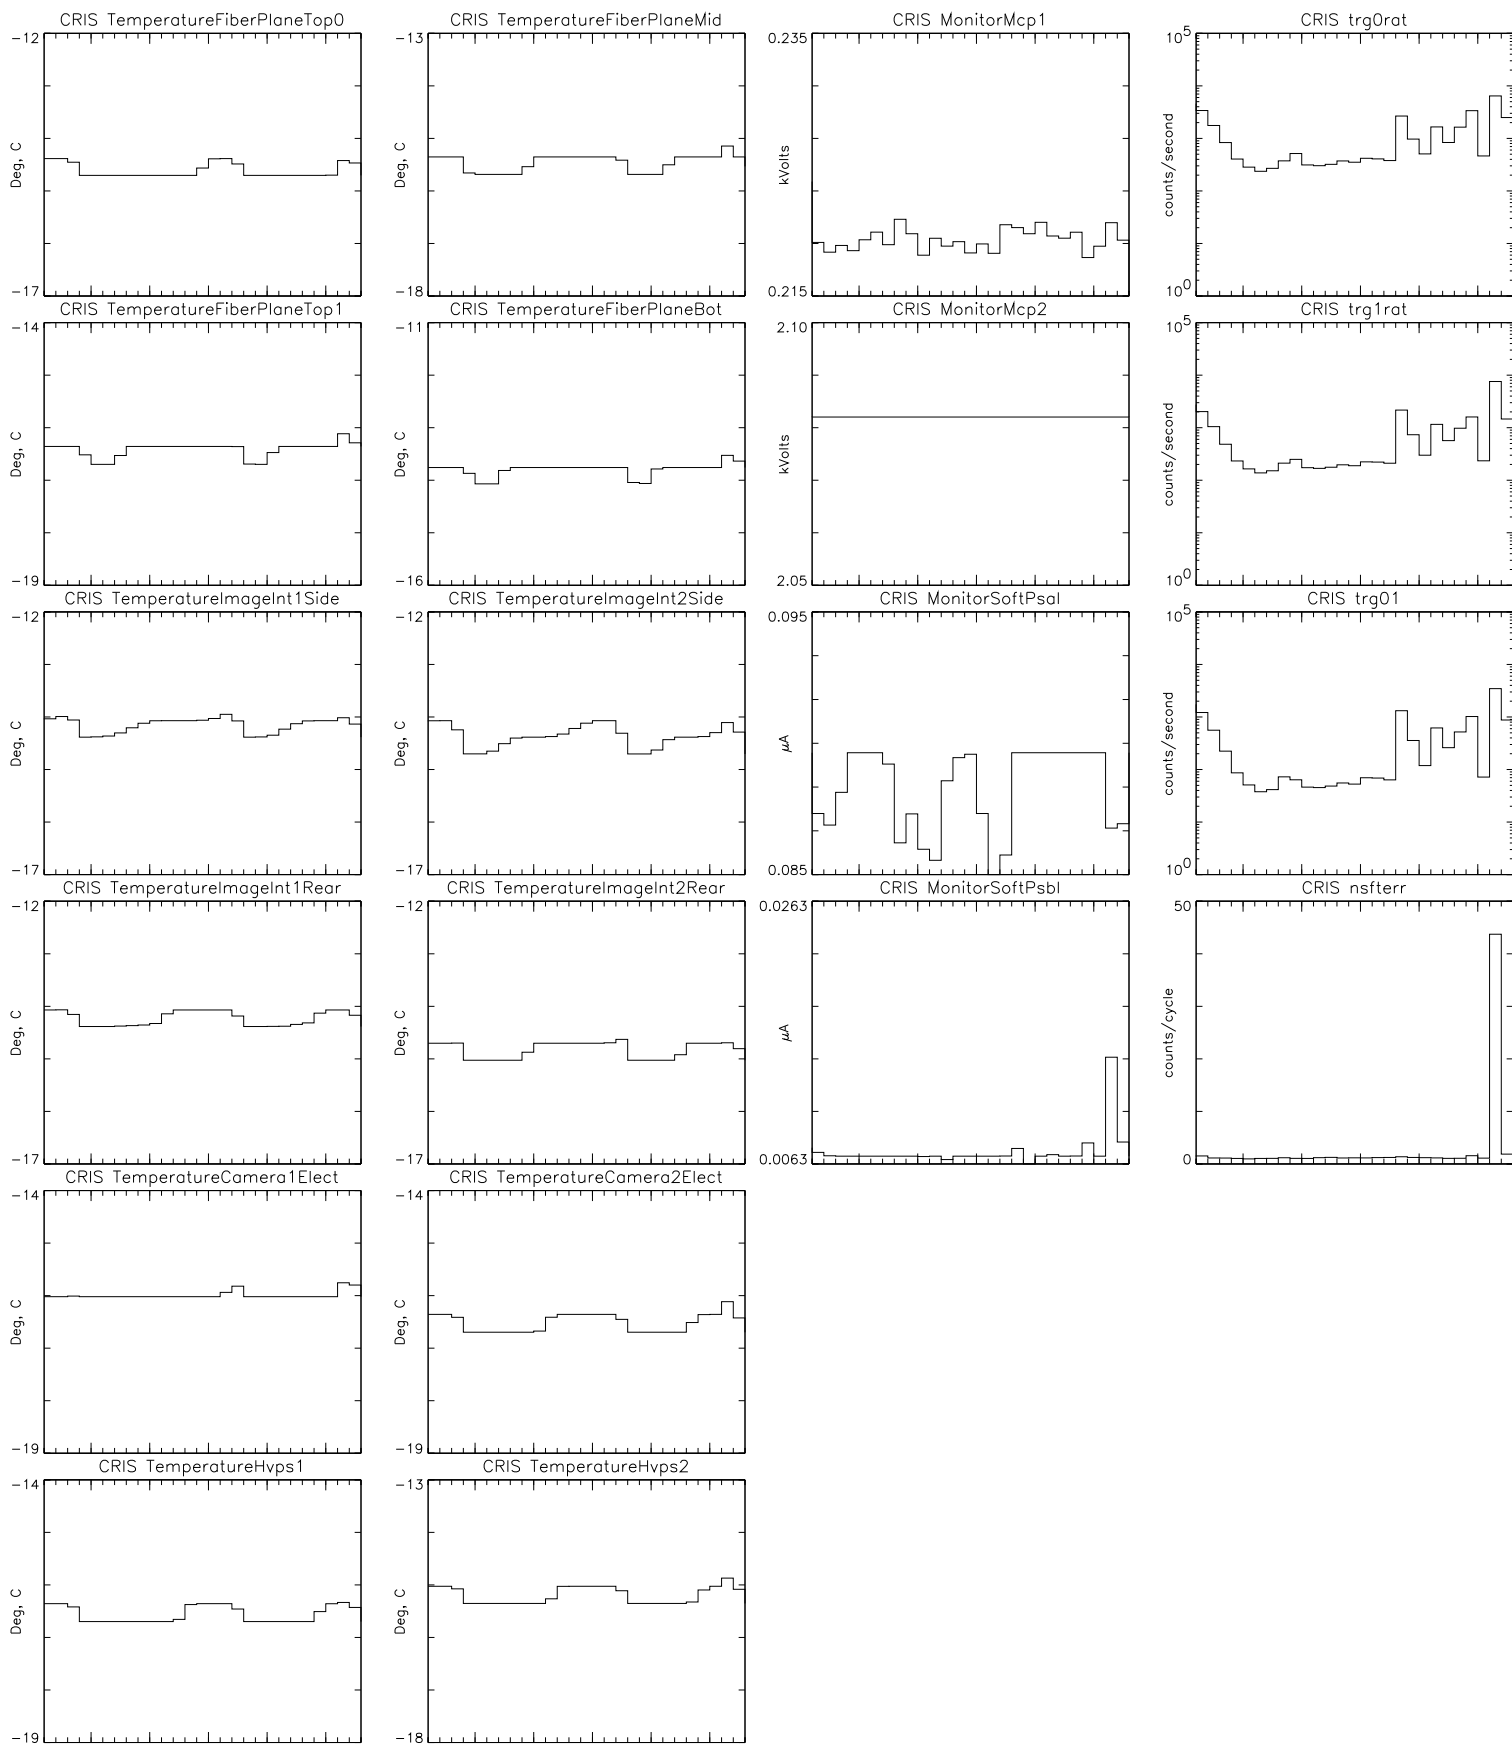 CRIS TemperatureFiberPlaneTop0
-12
Deg, C
-17
CRIS TemperatureFiberPlaneMid
-13
Deg, C
-18
CRIS MonitorMcp1
0.235
kVolts
0.215
CRIS trg0rat
10^5
counts/second
10^0
CRIS TemperatureFiberPlaneTop1
-14
Deg, C
-19
CRIS TemperatureFiberPlaneBot
-11
Deg, C
-16
CRIS MonitorMcp2
2.10
kVolts
2.05
CRIS trg1rat
10^5
counts/second
10^0
CRIS TemperatureImageInt1Side
-12
Deg, C
-17
CRIS TemperatureImageInt2Side
-12
Deg, C
-17
CRIS MonitorSoftPsaI
0.095
μA
0.085
CRIS trg01
10^5
counts/second
10^0
CRIS TemperatureImageInt1Rear
-12
Deg, C
-17
CRIS TemperatureImageInt2Rear
-12
Deg, C
-17
CRIS MonitorSoftPsbI
0.0263
μA
0.0063
CRIS nsfterr
50
counts/cycle
0
CRIS TemperatureCamera1Elect
-14
Deg, C
-19
CRIS TemperatureCamera2Elect
-14
Deg, C
-19
CRIS TemperatureHvps1
-14
Deg, C
-19
CRIS TemperatureHvps2
-13
Deg, C
-18